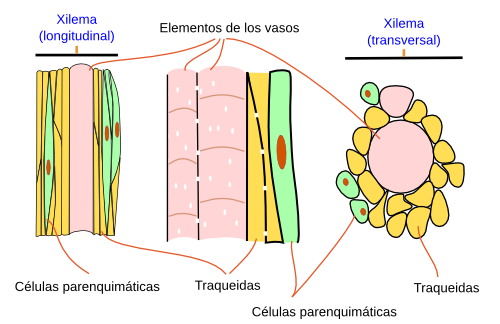 Xilema
(longitudinal)
Elementos de los vasos
Xilema
(transversal)
Células parenquimáticas
Traqueidas
Células parenquimáticas
Traqueidas